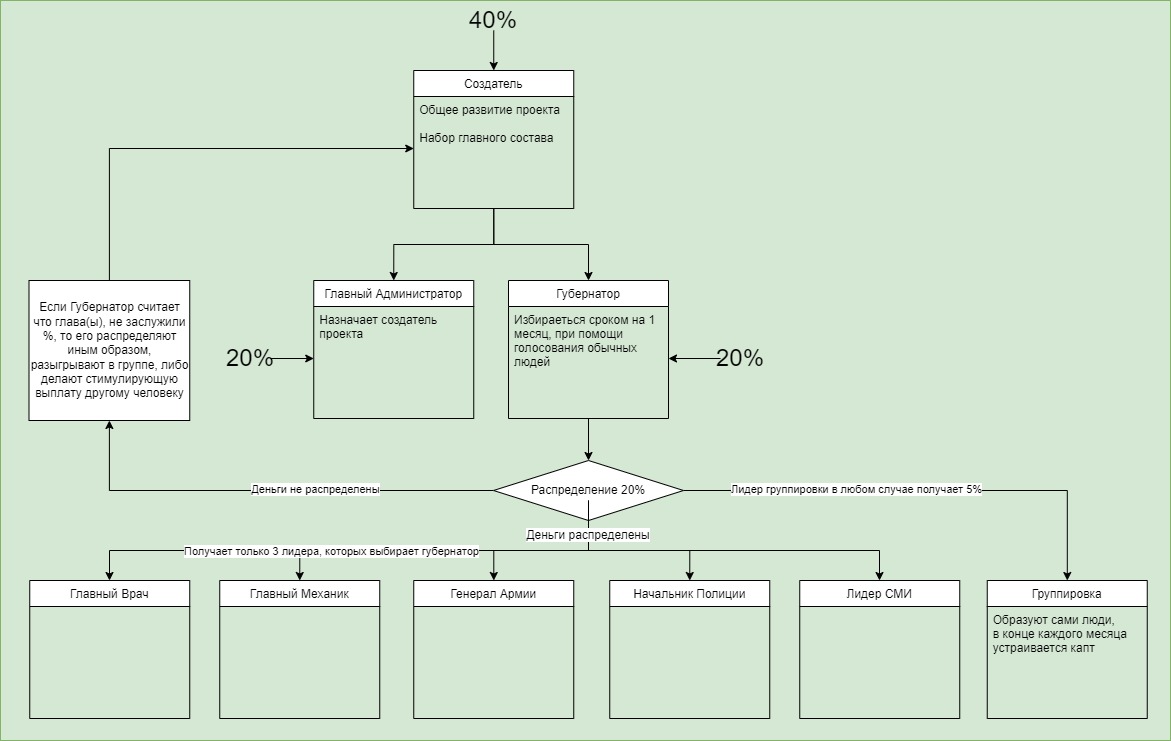 40%
Создатель
Общее развитие проекта
Набор главного состава
Если Губернатор считает
что глава(ы), не заслужили
%, то его распределяют
иным образом,
разыгрывают в группе, либо
делают стимулирующую
выплату другому человеку
Главный Администратор
Назначает создатель
проекта
20%
Губернатор
Избираеться сроком на 1
месяц, при помощи
голосования обычных
людей
20%
Деньги не распределены
Распределение 20%
Лидер группировки в любом случае получает 5%
Деньги распределены
Получает только 3 лидера, которых выбирает губернатор
Главный Врач
Главный Механик
Генерал Армии
Начальник Полиции
Лидер СМИ
Группировка
Образуют сами люди,
в конце каждого месяца
устраивается капт